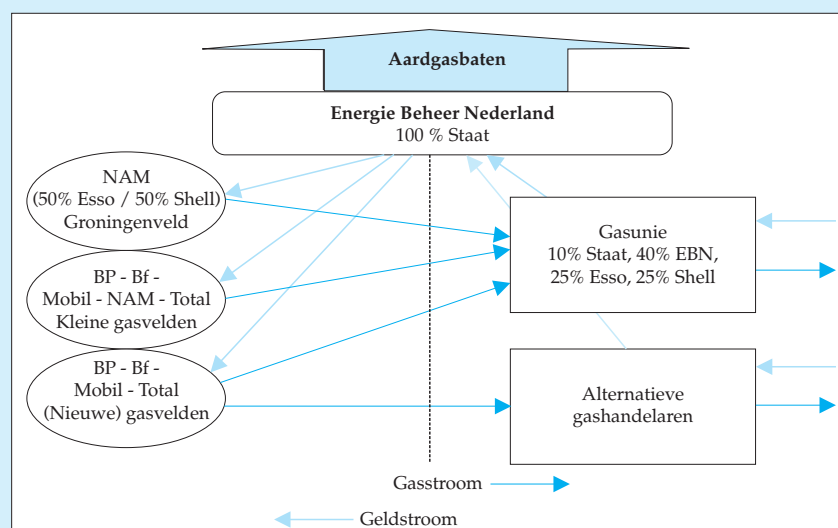 Aardgasbaten
Energie Beheer Nederland
100 % Staat
NAM
(50% Esso / 50% Shell)
Groningenveld
BP - Bf -
Mobil - NAM - Total
Kleine gasvelden
BP - Bf -
Mobil - Total
(Nieuwe) gasvelden
Gasunie
10% Staat, 40% EBN,
25% Esso, 25% Shell
Alternatieve
gashandelaren
Gasstroom
Geldstroom